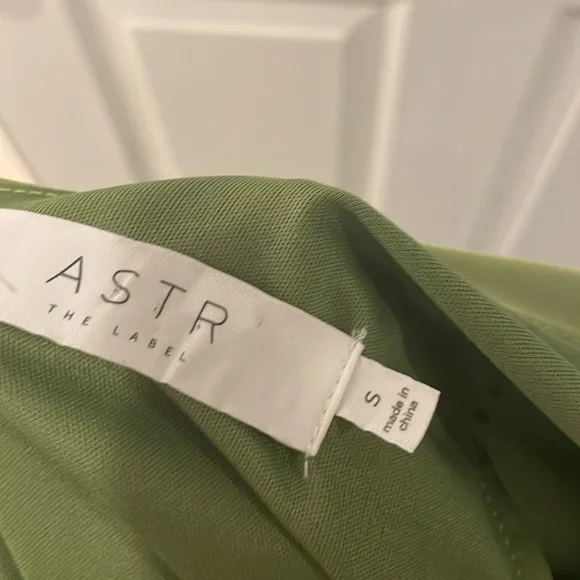 ASTR
THE LABEL
S
made in
china